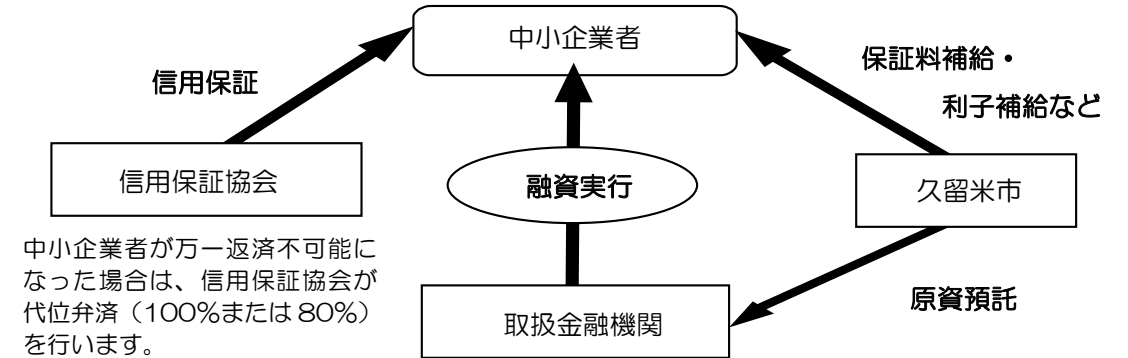 中小企業者
保証料補給・
利子補給など
信用保証
信用保証協会
融資実行
久留米市
中小企業者が万一返済不可能に
なった場合は、信用保証協会が
代位弁済（100％または80％）
を行います。
原資預託
取扱金融機関